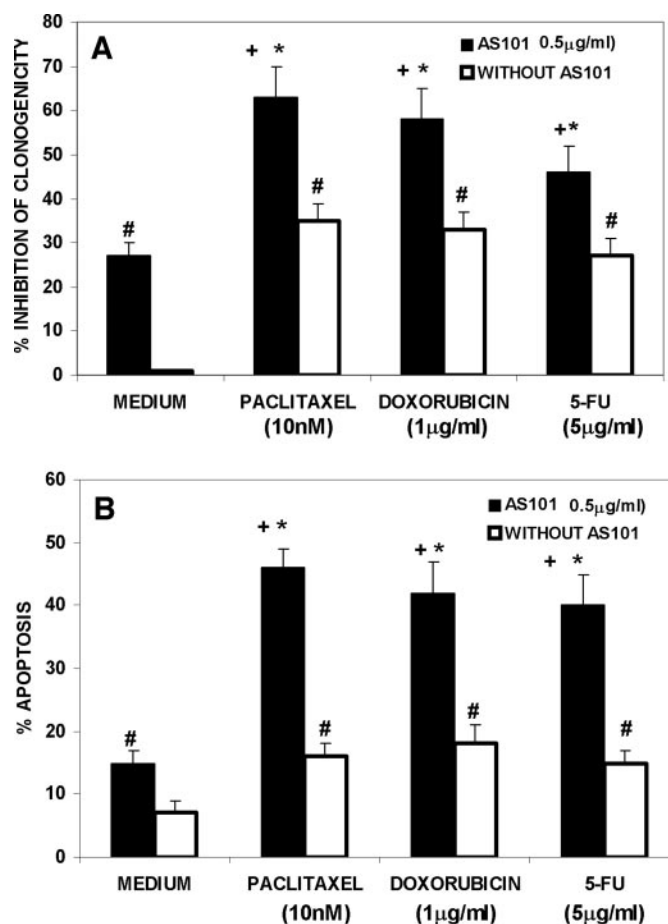 A
% INHIBITION OF CLONOGENICITY
80
70
60
50
40
30
20
10
0
AS101 0.5µg/ml)
WITHOUT AS101
#
+ *
#
+ *
#
+*
#
MEDIUM
PACLITAXEL
(10nM)
DOXORUBICIN
(1µg/ml)
5-FU
(5µg/ml)
B
% APOPTOSIS
60
50
40
30
20
10
0
AS101 0.5µg/ml)
WITHOUT AS101
#
+ *
#
+ *
#
+ *
#
MEDIUM
PACLITAXEL
(10nM)
DOXORUBICIN
(1µg/ml)
5-FU
(5µg/ml)